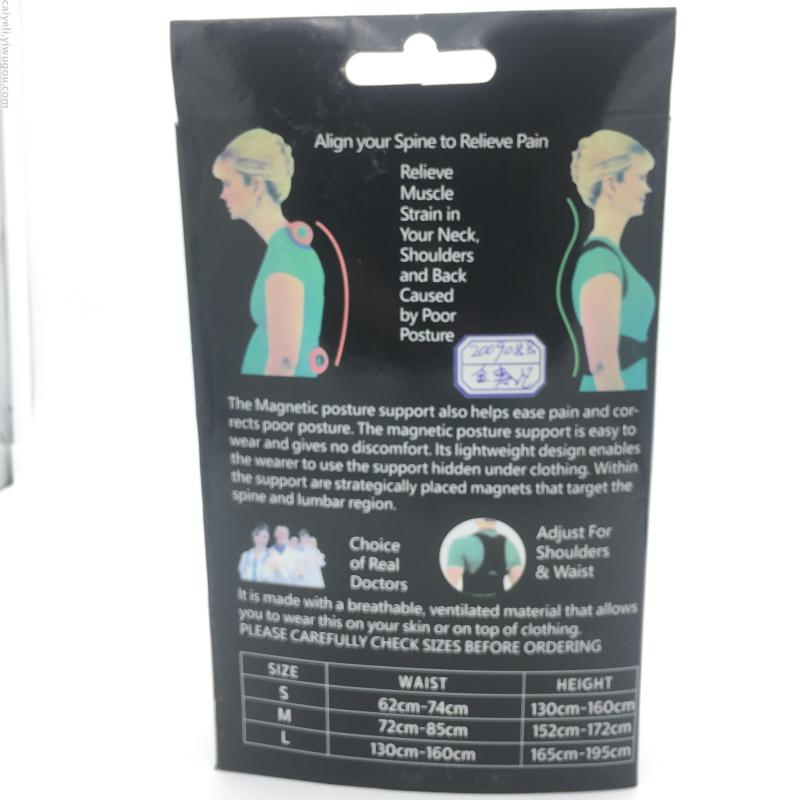 caiyeli.yiwugou.com
Align your Spine to Relieve Pain
Relieve
Muscle
Strain in
Your Neck,
Shoulders
and Back
Caused
by Poor
Posture
The Magnetic posture support also helps ease pain and cor-
rects poor posture. The magnetic posture support is easy to
wear and gives no discomfort. Its lightweight design enables
the wearer to use the support hidden under clothing. Within
the support are strategically placed magnets that target the
spine and lumbar region.
Choice
of Real
Doctors
Adjust For
Shoulders
& Waist
It is made with a breathable, ventilated material that allows
you to wear this on your skin or on top of clothing.
PLEASE CAREFULLY CHECK SIZES BEFORE ORDERING
SIZE WAIST HEIGHT
S 62cm-74cm 130cm-160cm
M 72cm-85cm 152cm-172cm
L 130cm-160cm 165cm-195cm